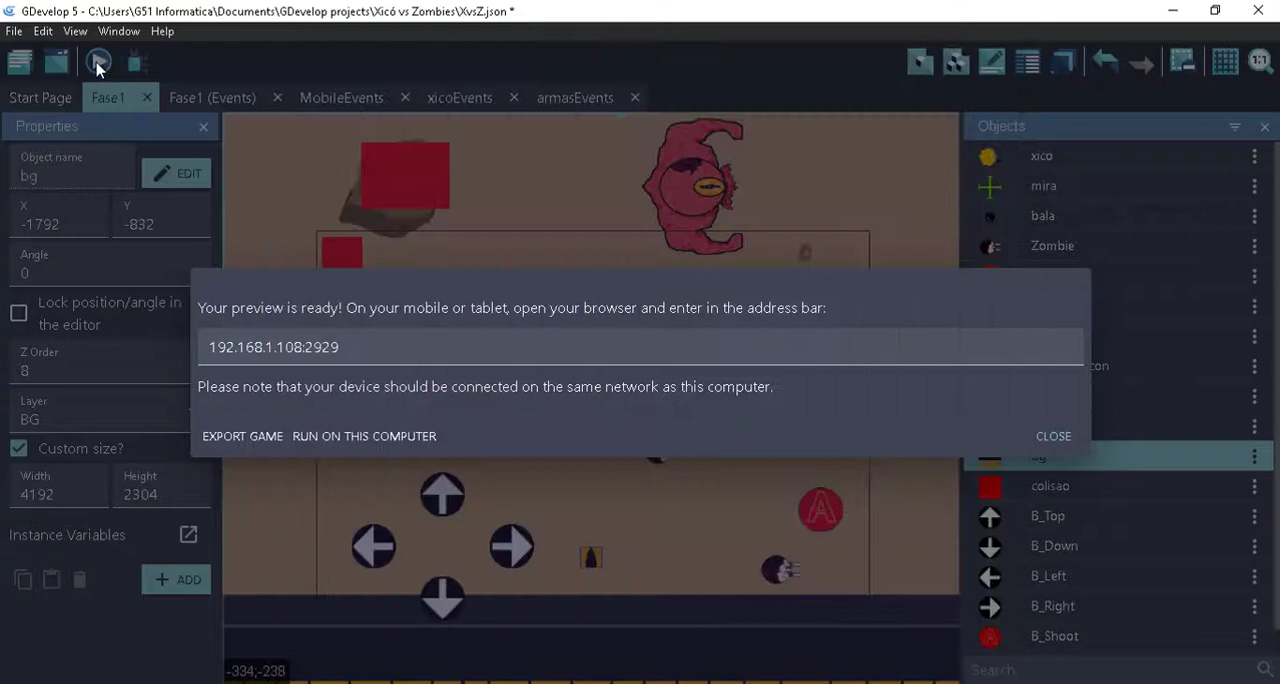 GDevelop 5 - C:\Users\G51 Informatica\Documents\GDevelop projects\Xicó vs Zombies\XvsZ.json *
File Edit View Window Help
1:1
Start Page Fase1 Fase1 (Events) MobileEvents xicoEvents armasEvents
Properties
Objects
Object name
bg
EDIT
X
-1792
Y
-832
Angle
0
Lock position/angle in
the editor
Z Order
8
Layer
BG
Custom size?
Width
4192
Height
2304
Instance Variables
ADD
Your preview is ready! On your mobile or tablet, open your browser and enter in the address bar:
192.168.1.108:2929
Please note that your device should be connected on the same network as this computer.
EXPORT GAME RUN ON THIS COMPUTER CLOSE
A
-334;-238
xico
mira
bala
Zombie
colisao
B_Top
B_Down
B_Left
B_Right
A B_Shoot
Search